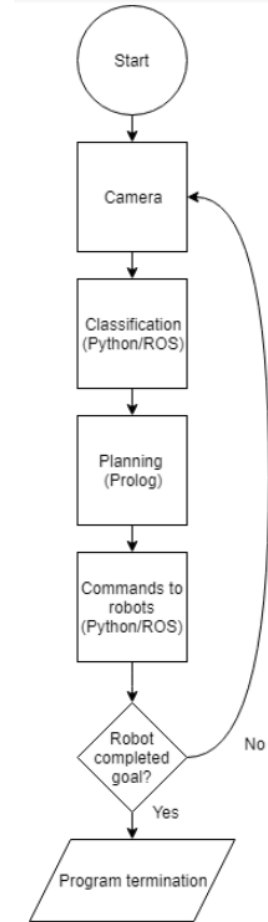 Start
Camera
Classification
(Python/ROS)
Planning
(Prolog)
Commands to
robots
(Python/ROS)
Robot
completed
goal?
No
Yes
Program termination